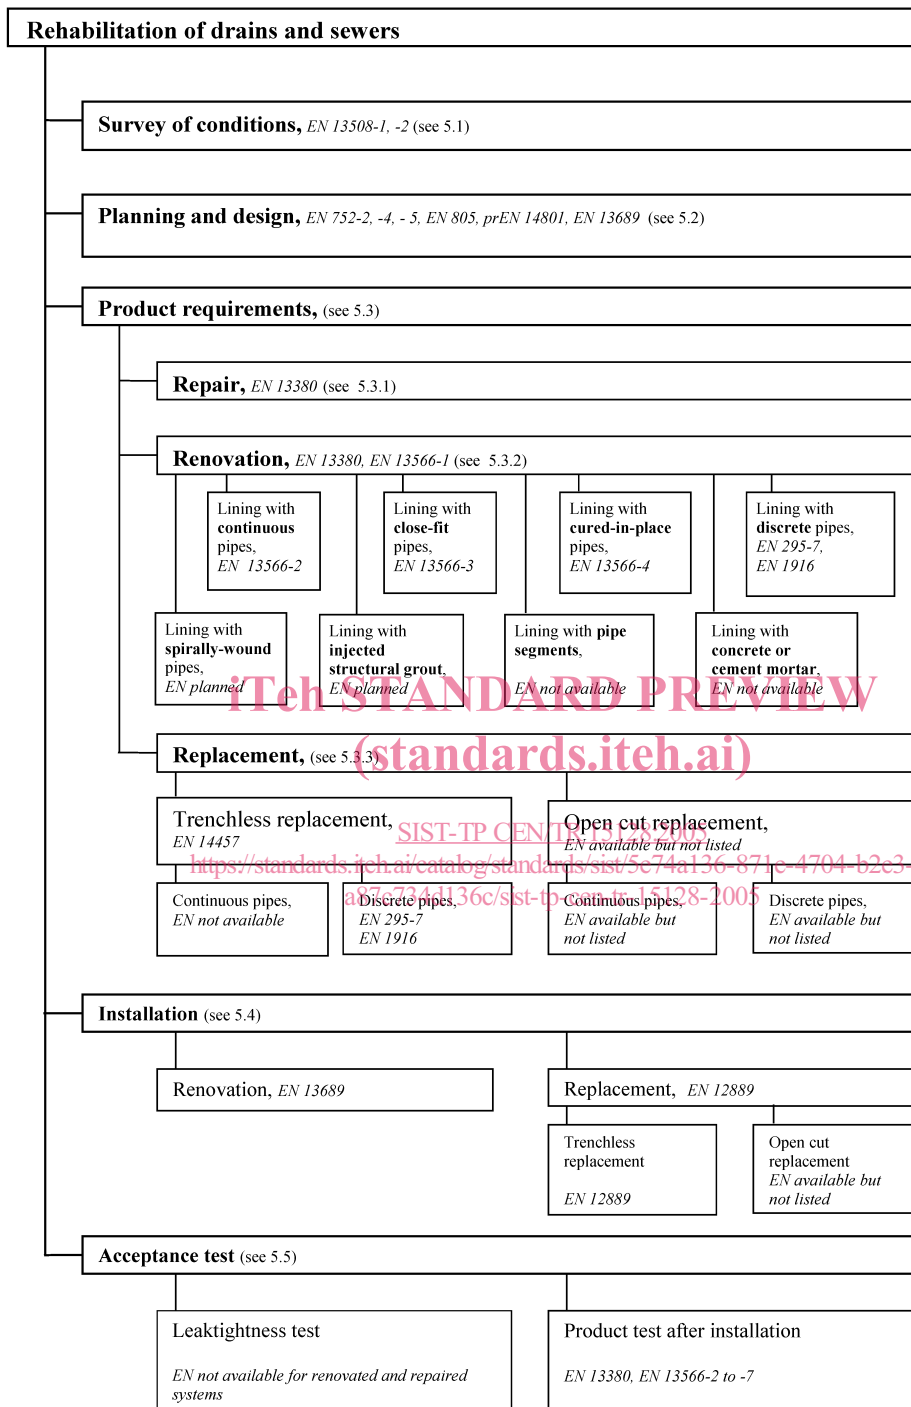 Rehabilitation of drains and sewers
Survey of conditions, EN 13508-1, -2 (see 5.1)
Planning and design, EN 752-2, -4, - 5, EN 805, prEN 14801, EN 13689 (see 5.2)
Product requirements, (see 5.3)
Repair, EN 13380 (see 5.3.1)
Renovation, EN 13380, EN 13566-1 (see 5.3.2)
Lining with
continuous
pipes,
EN 13566-2
Lining with
close-fit
pipes,
EN 13566-3
Lining with
cured-in-place
pipes,
EN 13566-4
Lining with
discrete pipes,
EN 295-7,
EN 1916
Lining with
spirally-wound
pipes,
EN planned
Lining with
injected
structural grout,
EN planned
Lining with pipe
segments,
EN not available
Lining with
concrete or
cement mortar,
EN not available
iTeh STANDARD PREVIEW
(standards.iteh.ai)
Replacement, (see 5.3.3)
Trenchless replacement,
EN 14457
Open cut replacement,
EN available but not listed
SIST-TP CEN/TR 15128:2005
https://standards.iteh.ai/catalog/standards/sist/5c74a136-871e-4704-b2c3-
a87c734d136c/sist-tp-cen-tr-15128-2005
Continuous pipes,
EN not available
Discrete pipes,
EN 295-7
EN 1916
Continuous pipes,
EN available but
not listed
Discrete pipes,
EN available but
not listed
Installation (see 5.4)
Renovation, EN 13689
Replacement, EN 12889
Trenchless
replacement
EN 12889
Open cut
replacement
EN available but
not listed
Acceptance test (see 5.5)
Leaktightness test
EN not available for renovated and repaired
systems
Product test after installation
EN 13380, EN 13566-2 to -7